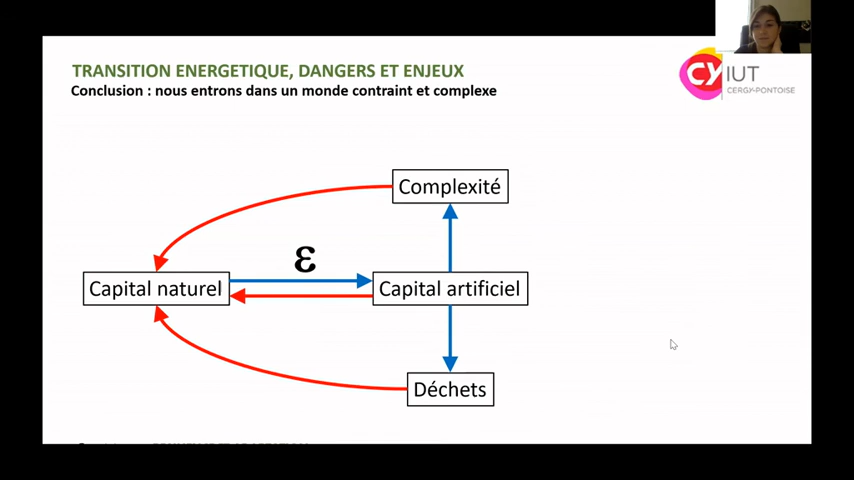 TRANSITION ENERGETIQUE, DANGERS ET ENJEUX
Conclusion : nous entrons dans un monde contraint et complexe
CY IUT
CERGY-PONTOISE
Complexité
ε
Capital naturel
Capital artificiel
Déchets